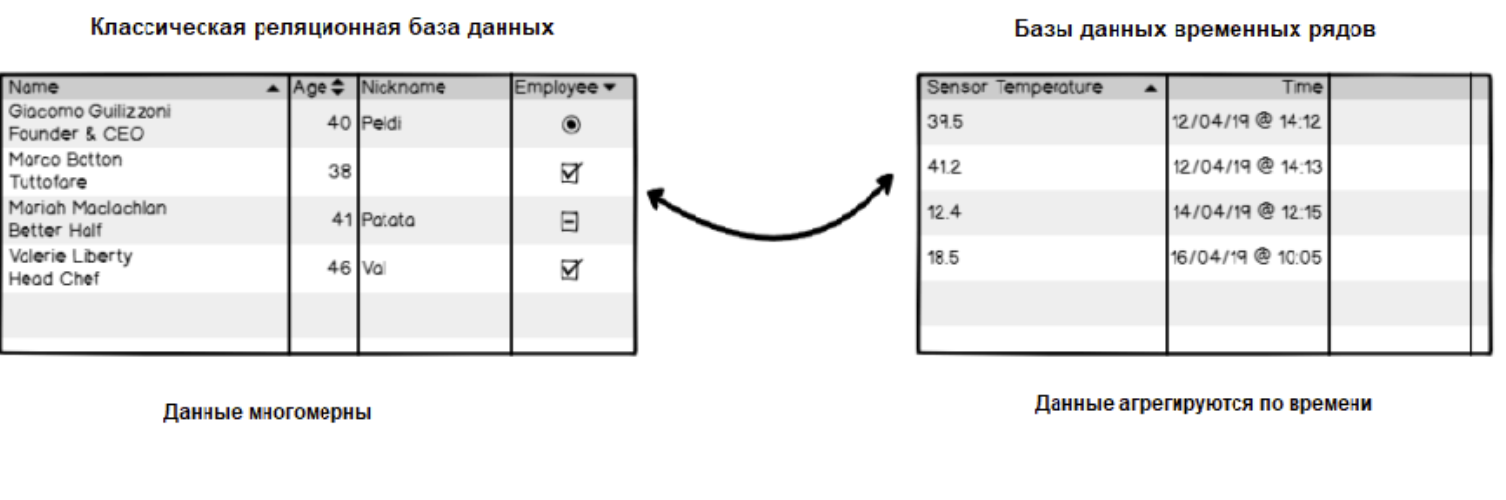 Классическая реляционная база данных
Базы данных временных рядов
Name Age Nickname Employee
Giacomo Guilizzoni
Founder & CEO
40 Peldi
Marco Botton
Tuttofare
38
Mariah Maclachlan
Better Half
41 Patata
Valerie Liberty
Head Chef
46 Val
Sensor Temperature Time
39.5 12/04/19 @ 14:12
41.2 12/04/19 @ 14:13
12.4 14/04/19 @ 12:15
18.5 16/04/19 @ 10:05
Данные многомерны
Данные агрегируются по времени